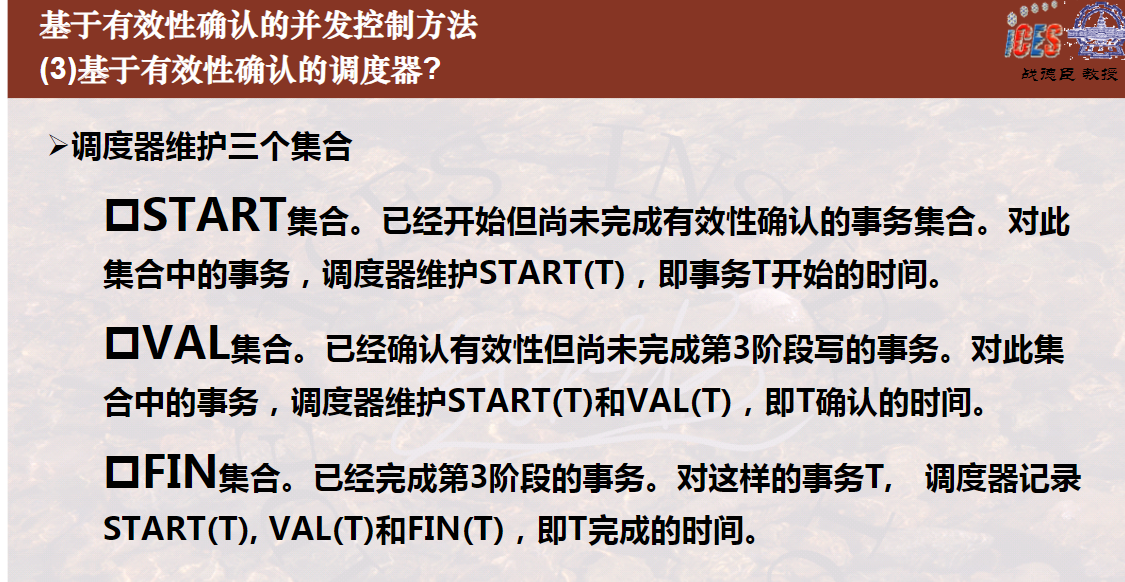 基于有效性确认的并发控制方法
(3)基于有效性确认的调度器?
ICES
战德臣 教授
调度器维护三个集合
START集合。已经开始但尚未完成有效性确认的事务集合。对此
集合中的事务，调度器维护START(T)，即事务T开始的时间。
VAL集合。已经确认有效性但尚未完成第3阶段写的事务。对此集
合中的事务，调度器维护START(T)和VAL(T)，即T确认的时间。
FIN集合。已经完成第3阶段的事务。对这样的事务T, 调度器记录
START(T), VAL(T)和FIN(T)，即T完成的时间。